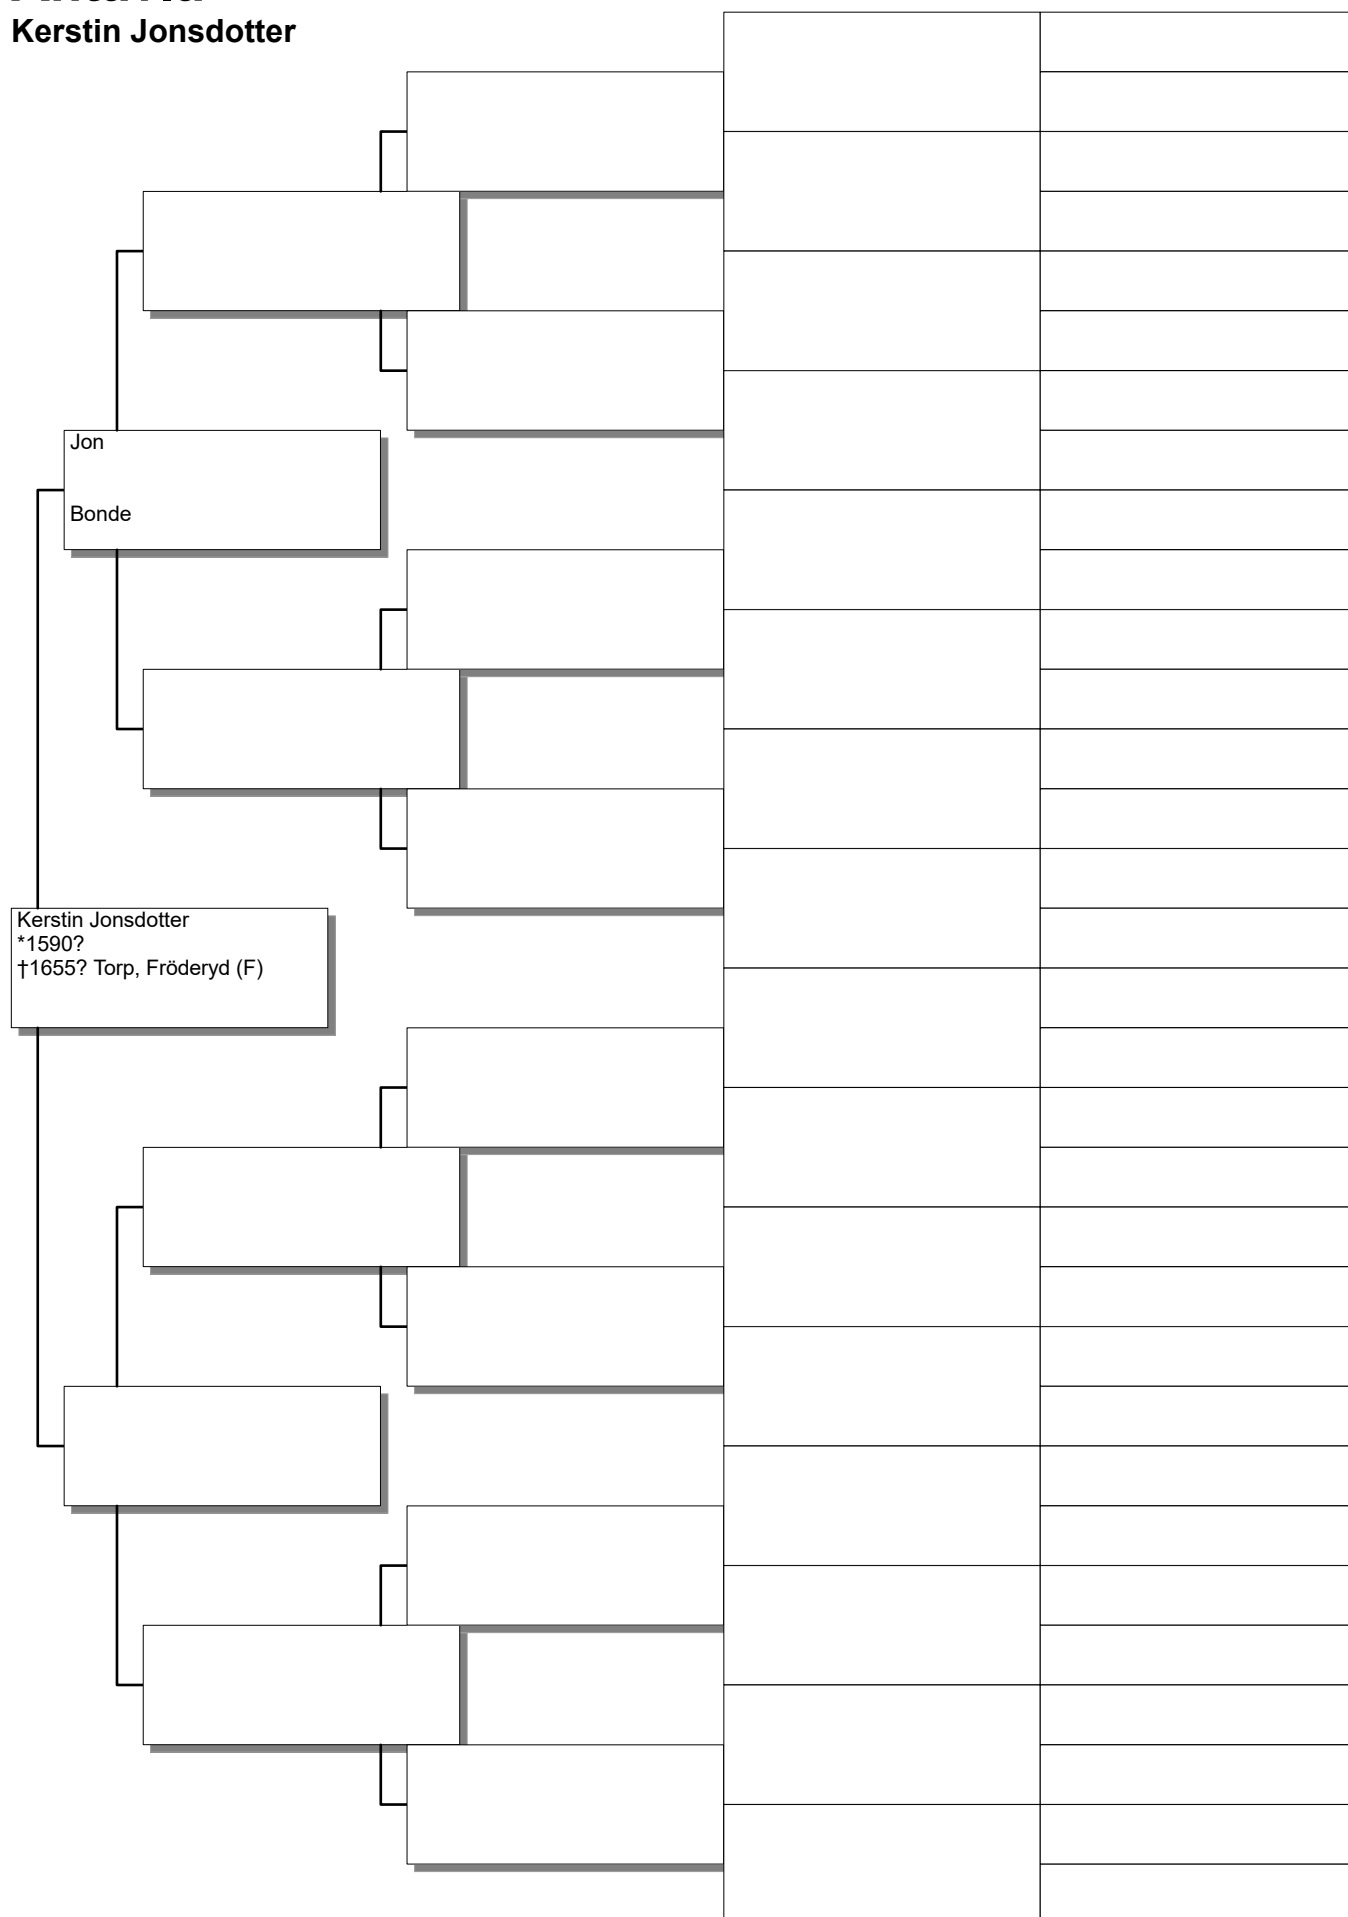 Kerstin Jonsdotter
Jon
Bonde
Kerstin Jonsdotter
*1590?
†1655? Torp, Fröderyd (F)